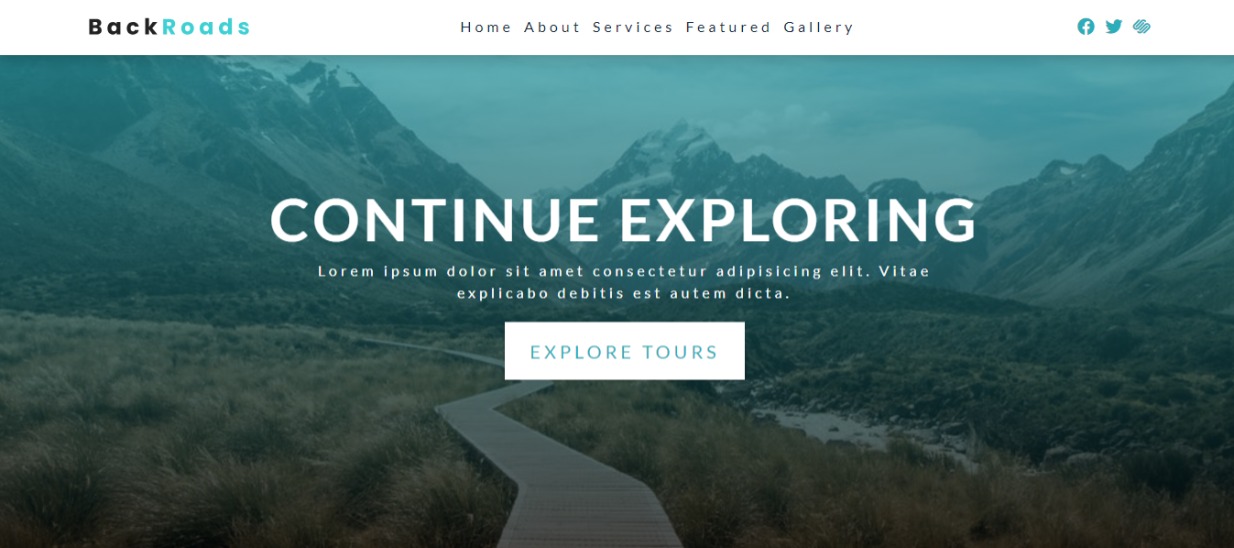 BackRoads
Home About Services Featured Gallery
CONTINUE EXPLORING
Lorem ipsum dolor sit amet consectetur adipisicing elit. Vitae
explicabo debitis est autem dicta.
EXPLORE TOURS